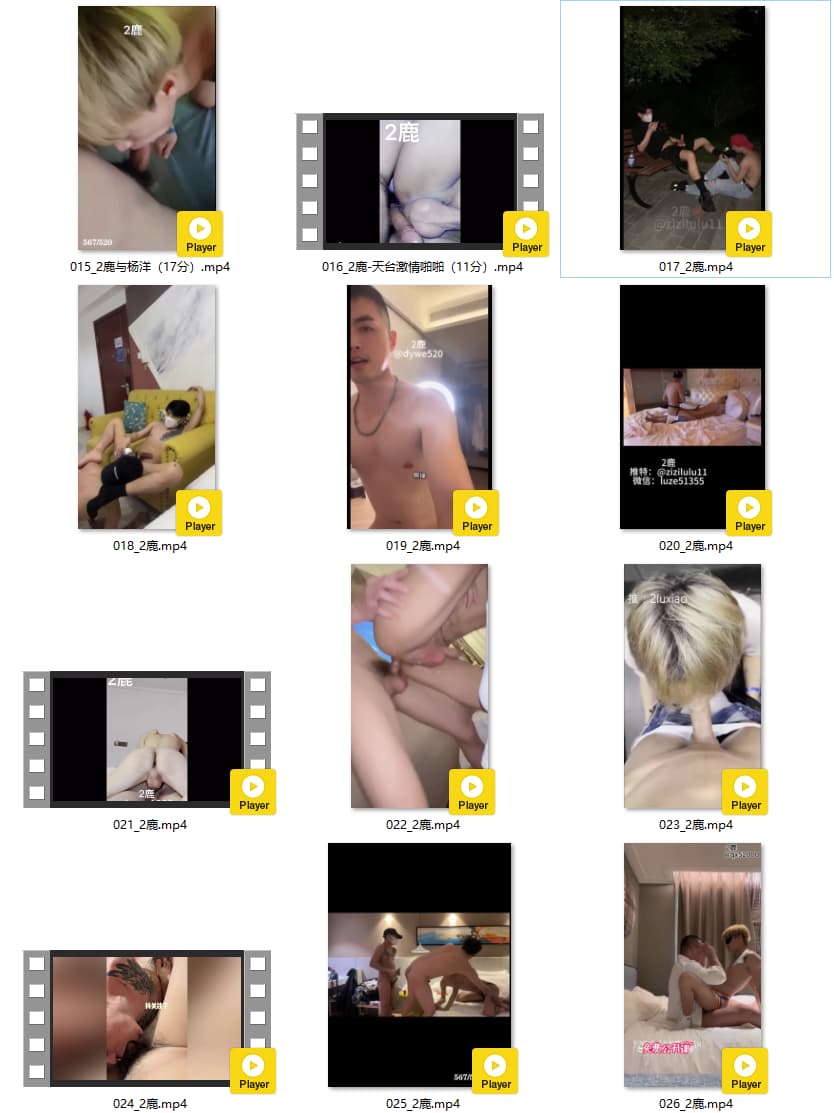 2鹿
567/520
Player
015_2鹿与杨洋（17分）.mp4
2鹿
Player
016_2鹿-天台激情啪啪（11分）.mp4
2鹿
@zizilulu11
Player
017_2鹿.mp4
Player
018_2鹿.mp4
2鹿
@dywe520
Player
019_2鹿.mp4
2鹿
推特：@zizilulu11
微信：luze51355
Player
020_2鹿.mp4
2鹿
2鹿
Player
021_2鹿.mp4
Player
022_2鹿.mp4
推 2luxiao
Player
023_2鹿.mp4
Player
024_2鹿.mp4
567/5
Player
025_2鹿.mp4
Player
026_2鹿.mp4